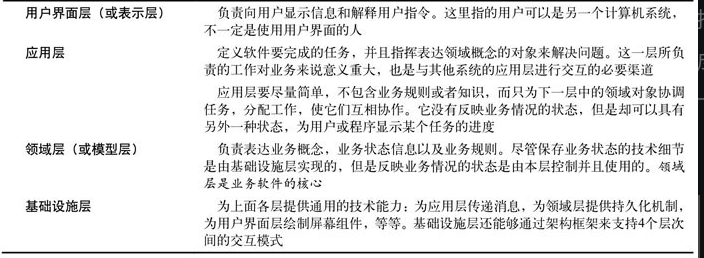 用户界面层（或表示层） 负责向用户显示信息和解释用户指令。这里指的用户可以是另一个计算机系统，
不一定是使用用户界面的人
应用层 定义软件要完成的任务，并且指挥表达领域概念的对象来解决问题。这一层所负
责的工作对业务来说意义重大，也是与其他系统的应用层进行交互的必要渠道
应用层要尽量简单，不包含业务规则或者知识，而只为下一层中的领域对象协调
任务，分配工作，使它们互相协作。它没有反映业务情况的状态，但是却可以具有
另外一种状态，为用户或程序显示某个任务的进度
领域层（或模型层） 负责表达业务概念，业务状态信息以及业务规则。尽管保存业务状态的技术细节
是由基础设施层实现的，但是反映业务情况的状态是由本层控制并且使用的。领域
层是业务软件的核心
基础设施层 为上面各层提供通用的技术能力：为应用层传递消息，为领域层提供持久化机制，
为用户界面层绘制屏幕组件，等等。基础设施层还能够通过架构框架来支持4个层次
间的交互模式